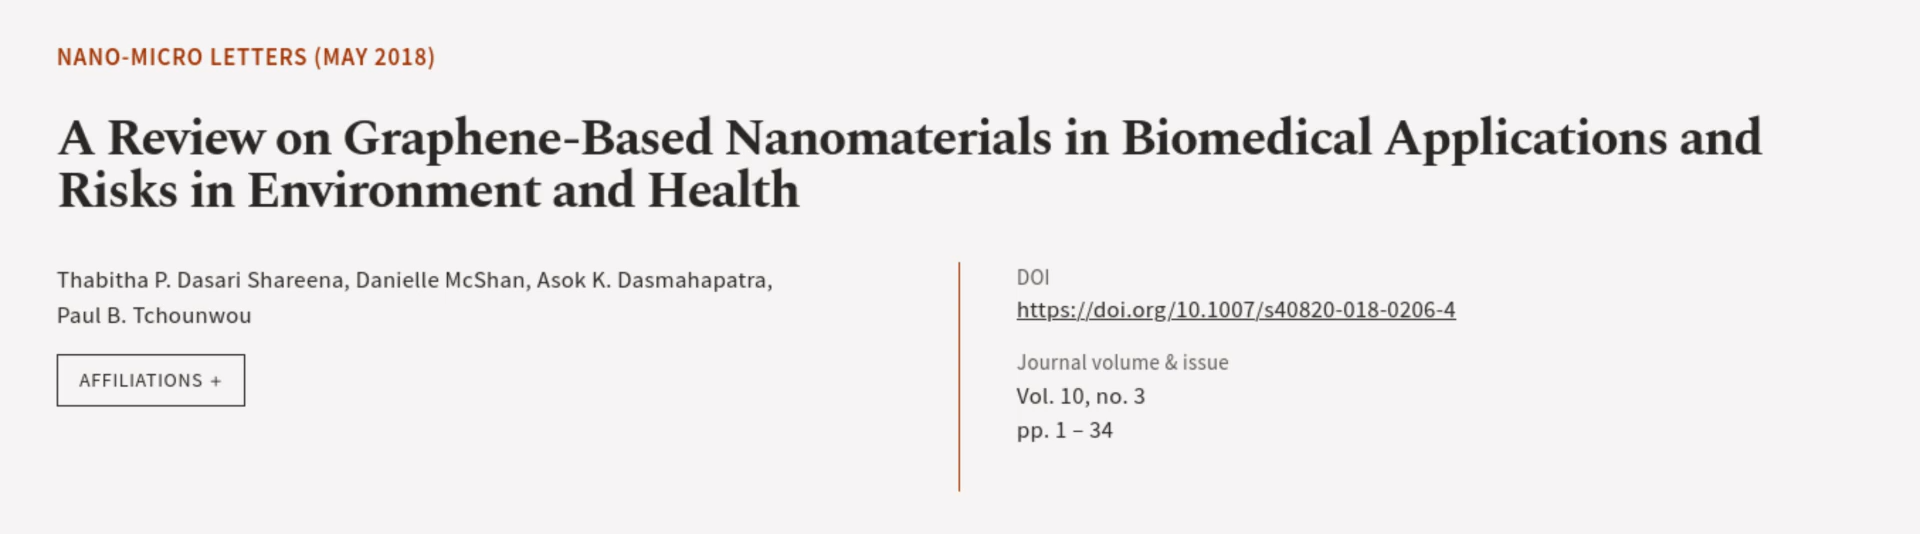 NANO-MICRO LETTERS (MAY 2018)
A Review on Graphene-Based Nanomaterials in Biomedical Applications and
Risks in Environment and Health
Thabitha P. Dasari Shareena, Danielle McShan, Asok K. Dasmahapatra,
Paul B. Tchounwou
AFFILIATIONS +
DOI
https://doi.org/10.1007/s40820-018-0206-4
Journal volume & issue
Vol. 10, no. 3
pp. 1 – 34